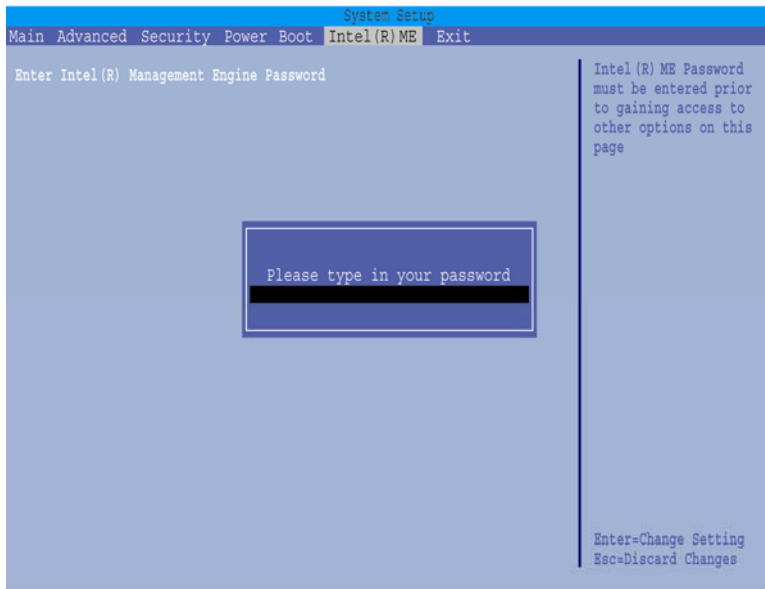 System Setup
Main Advanced Security Power Boot Intel(R) ME Exit
Enter Intel(R) Management Engine Password
Intel(R) ME Password
must be entered prior
to gaining access to
other options on this
page
Please type in your password
Enter=Change Setting
Esc=Discard Changes